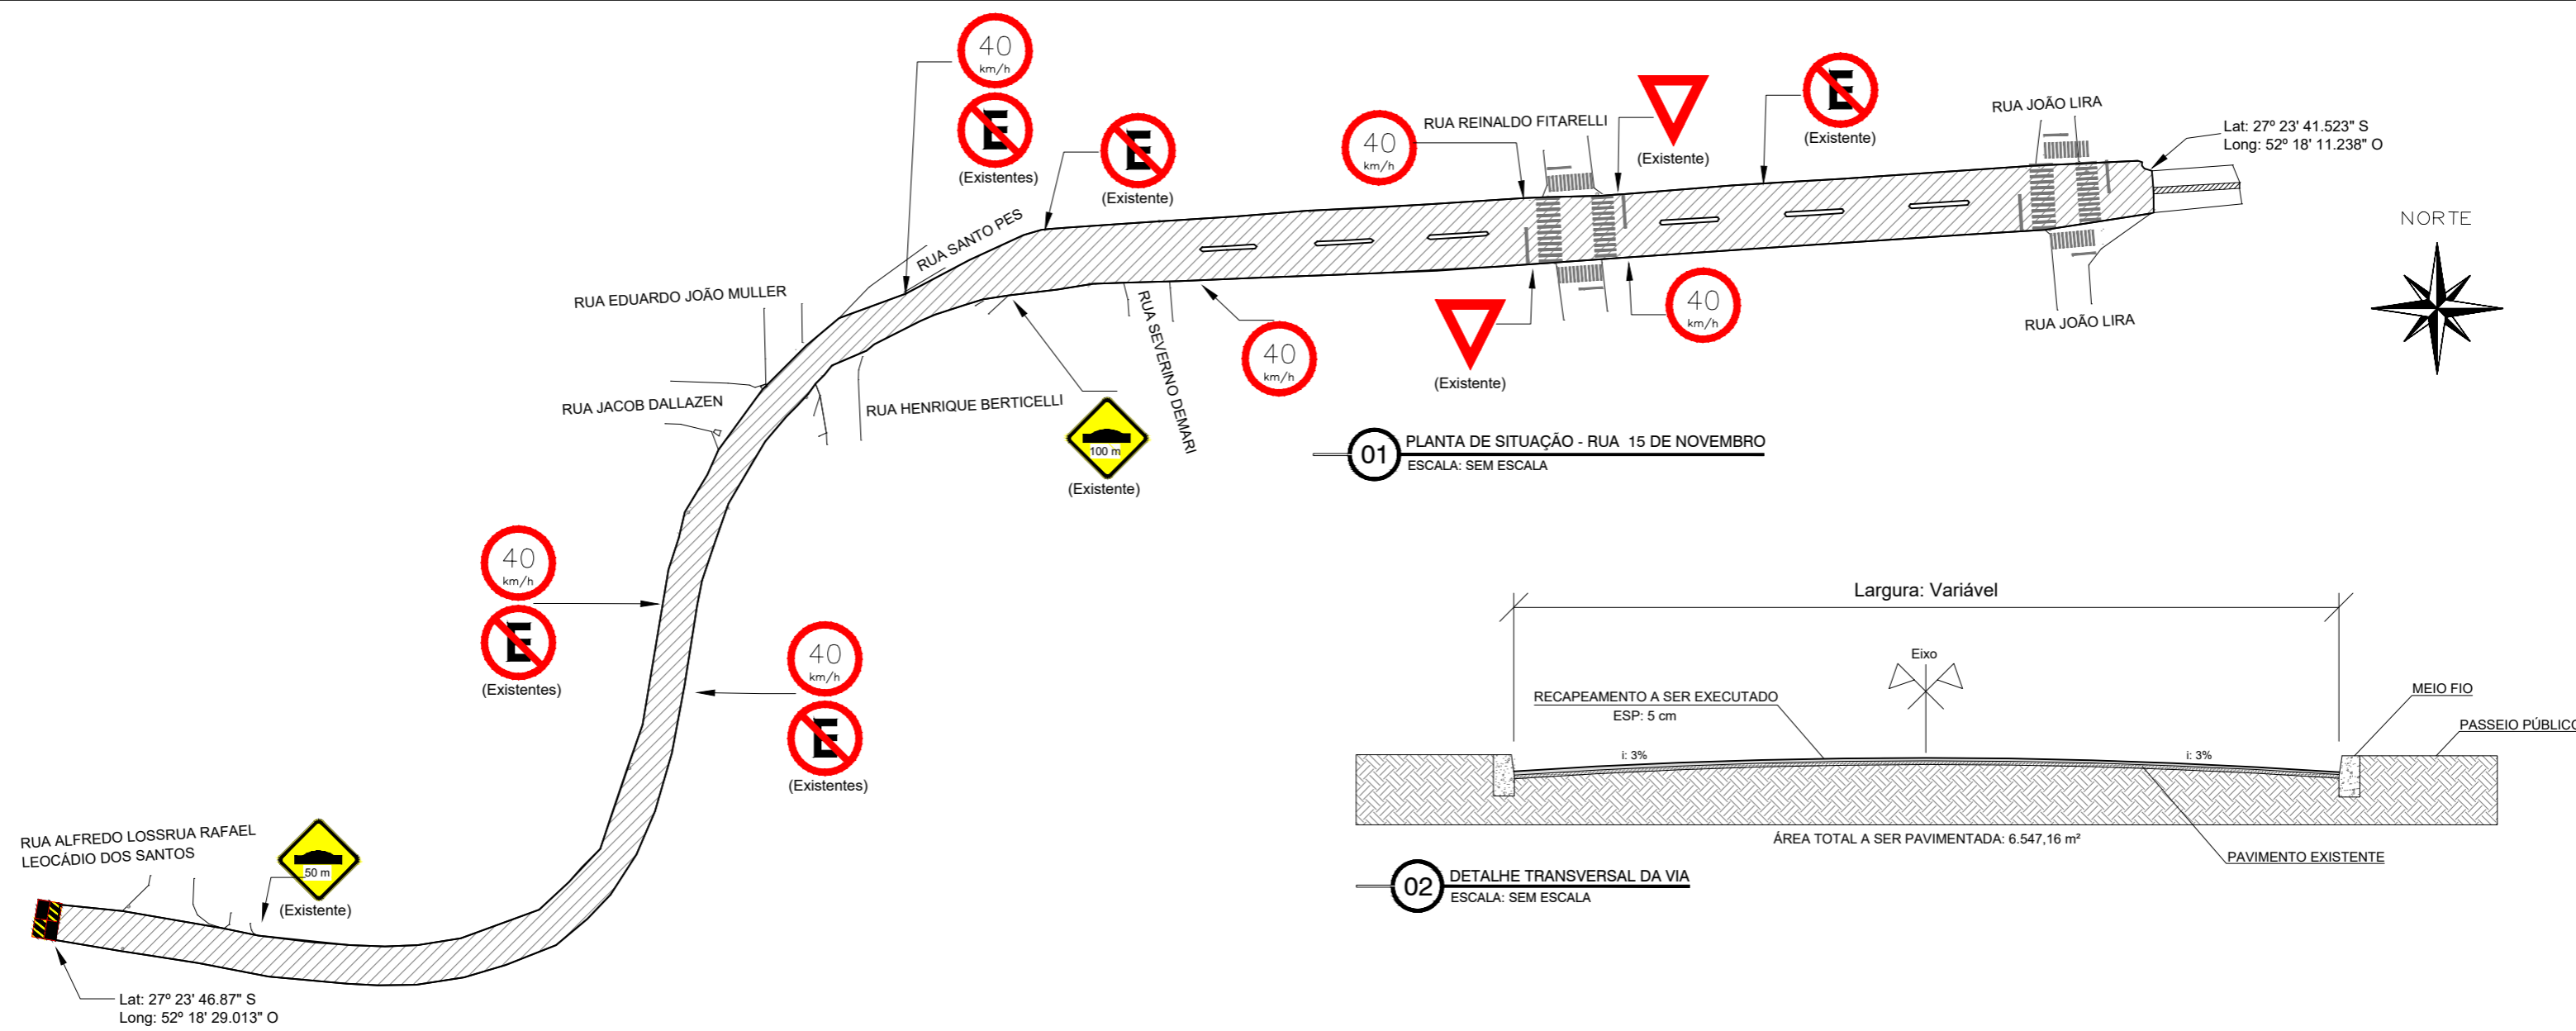 40
km/h
E
(Existentes)
E
(Existente)
40
km/h
RUA REINALDO FITARELLI
(Existente)
E
(Existente)
RUA JOÃO LIRA
Lat: 27º 23' 41.523" S
Long: 52º 18' 11.238" O
NORTE
RUA SANTO PES
RUA EDUARDO JOÃO MULLER
RUA JACOB DALLAZEN
RUA HENRIQUE BERTICELLI
RUA SEVERINO DEMARI
100 m
(Existente)
40
km/h
(Existente)
40
km/h
RUA JOÃO LIRA
01
PLANTA DE SITUAÇÃO - RUA 15 DE NOVEMBRO
ESCALA: SEM ESCALA
40
km/h
E
(Existentes)
40
km/h
E
(Existentes)
RUA ALFREDO LOSSRUA RAFAEL
LEOCÁDIO DOS SANTOS
50 m
(Existente)
Lat: 27º 23' 46.87" S
Long: 52º 18' 29.013" O
Largura: Variável
Eixo
RECAPEAMENTO A SER EXECUTADO
ESP: 5 cm
MEIO FIO
PASSEIO PÚBLICO
i: 3%
i: 3%
ÁREA TOTAL A SER PAVIMENTADA: 6.547,16 m²
PAVIMENTO EXISTENTE
02
DETALHE TRANSVERSAL DA VIA
ESCALA: SEM ESCALA